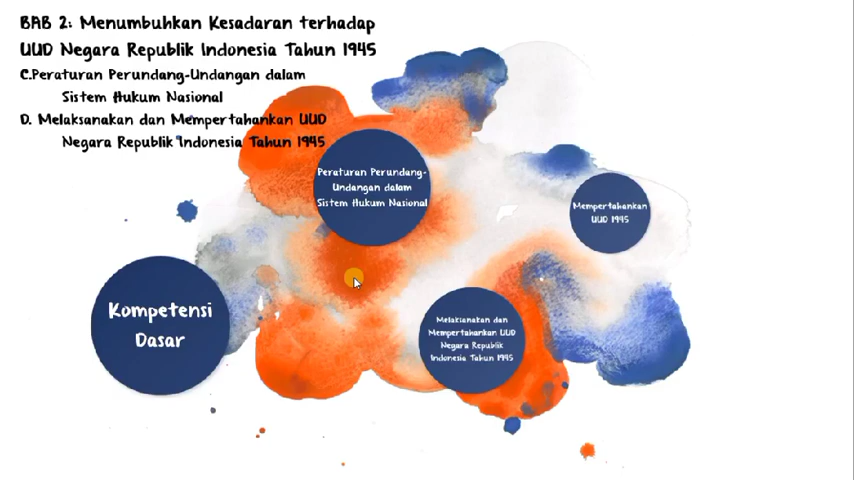 BAB 2: Menumbuhkan Kesadaran terhadap
UUD Negara Republik Indonesia Tahun 1945
C.Peraturan Perundang-Undangan dalam
Sistem Hukum Nasional
D. Melaksanakan dan Mempertahankan UUD
Negara Republik Indonesia Tahun 1945
Peraturan Perundang-
Undangan dalam
Sistem Hukum Nasional
Mempertahankan
UUD 1945
Kompetensi
Dasar
Melaksanakan dan
Mempertahankan UUD
Negara Republik
Indonesia Tahun 1945